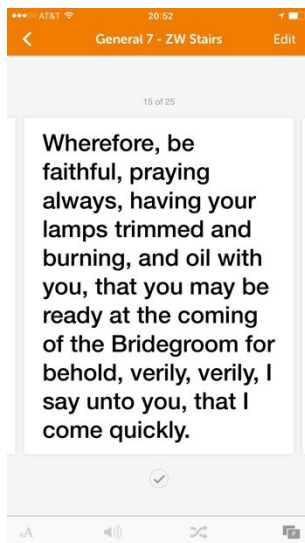 AT&T 20:52
General 7 - ZW Stairs Edit
15 of 25
Wherefore, be
faithful, praying
always, having your
lamps trimmed and
burning, and oil with
you, that you may be
ready at the coming
of the Bridegroom for
behold, verily, verily, I
say unto you, that I
come quickly.
AA